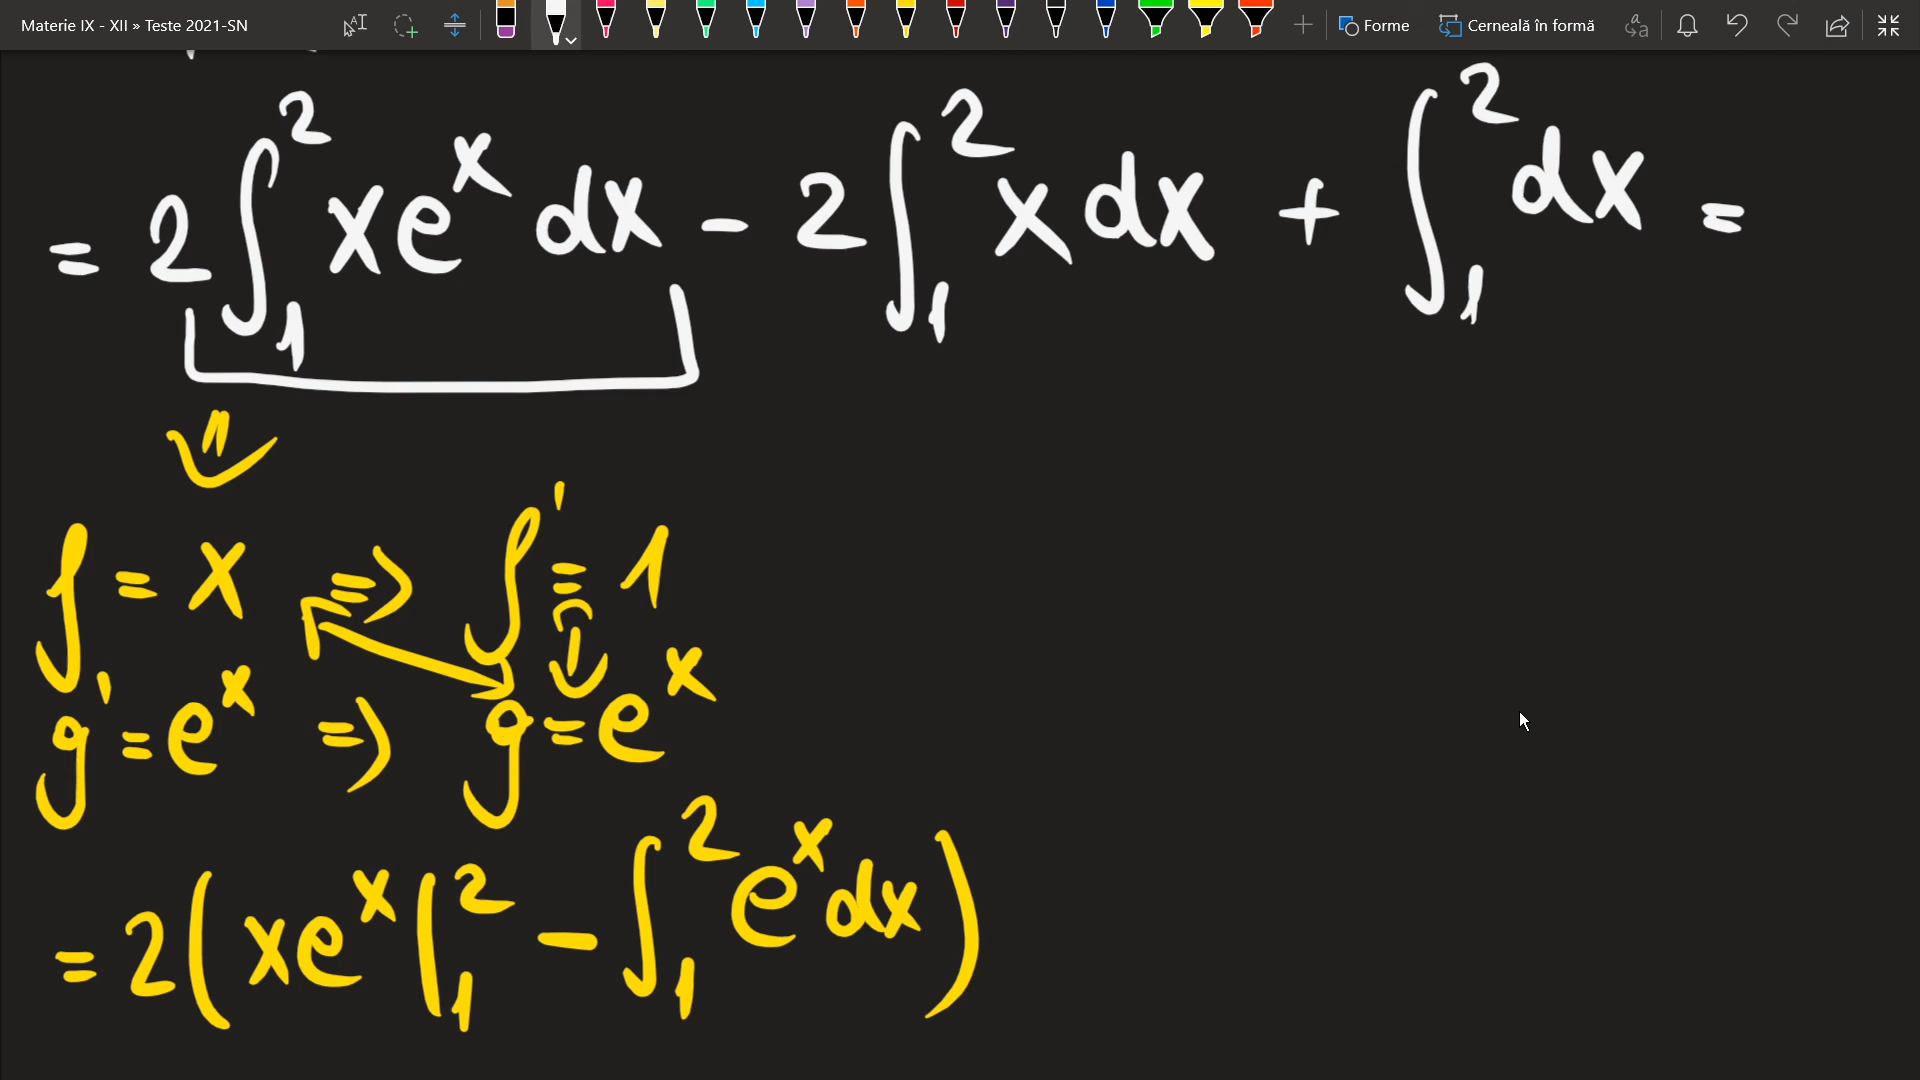 Materie IX - XII » Teste 2021-SN Forme Cerneală în formă
= 2∫₁² xeˣ dx - 2∫₁² x dx + ∫₁² dx =
f = x => f' = 1
g' = eˣ => g = eˣ
= 2(xeˣ|₁² - ∫₁² eˣ dx)